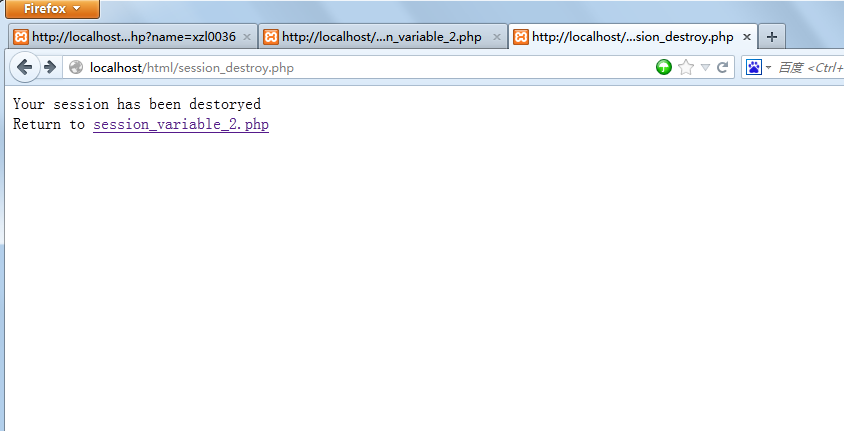 Firefox
http://localhost...hp?name=xzl0036
http://localhost/...n_variable_2.php
http://localhost/...sion_destroy.php
localhost/html/session_destroy.php
百度 <Ctrl+
Your session has been destoryed
Return to session_variable_2.php